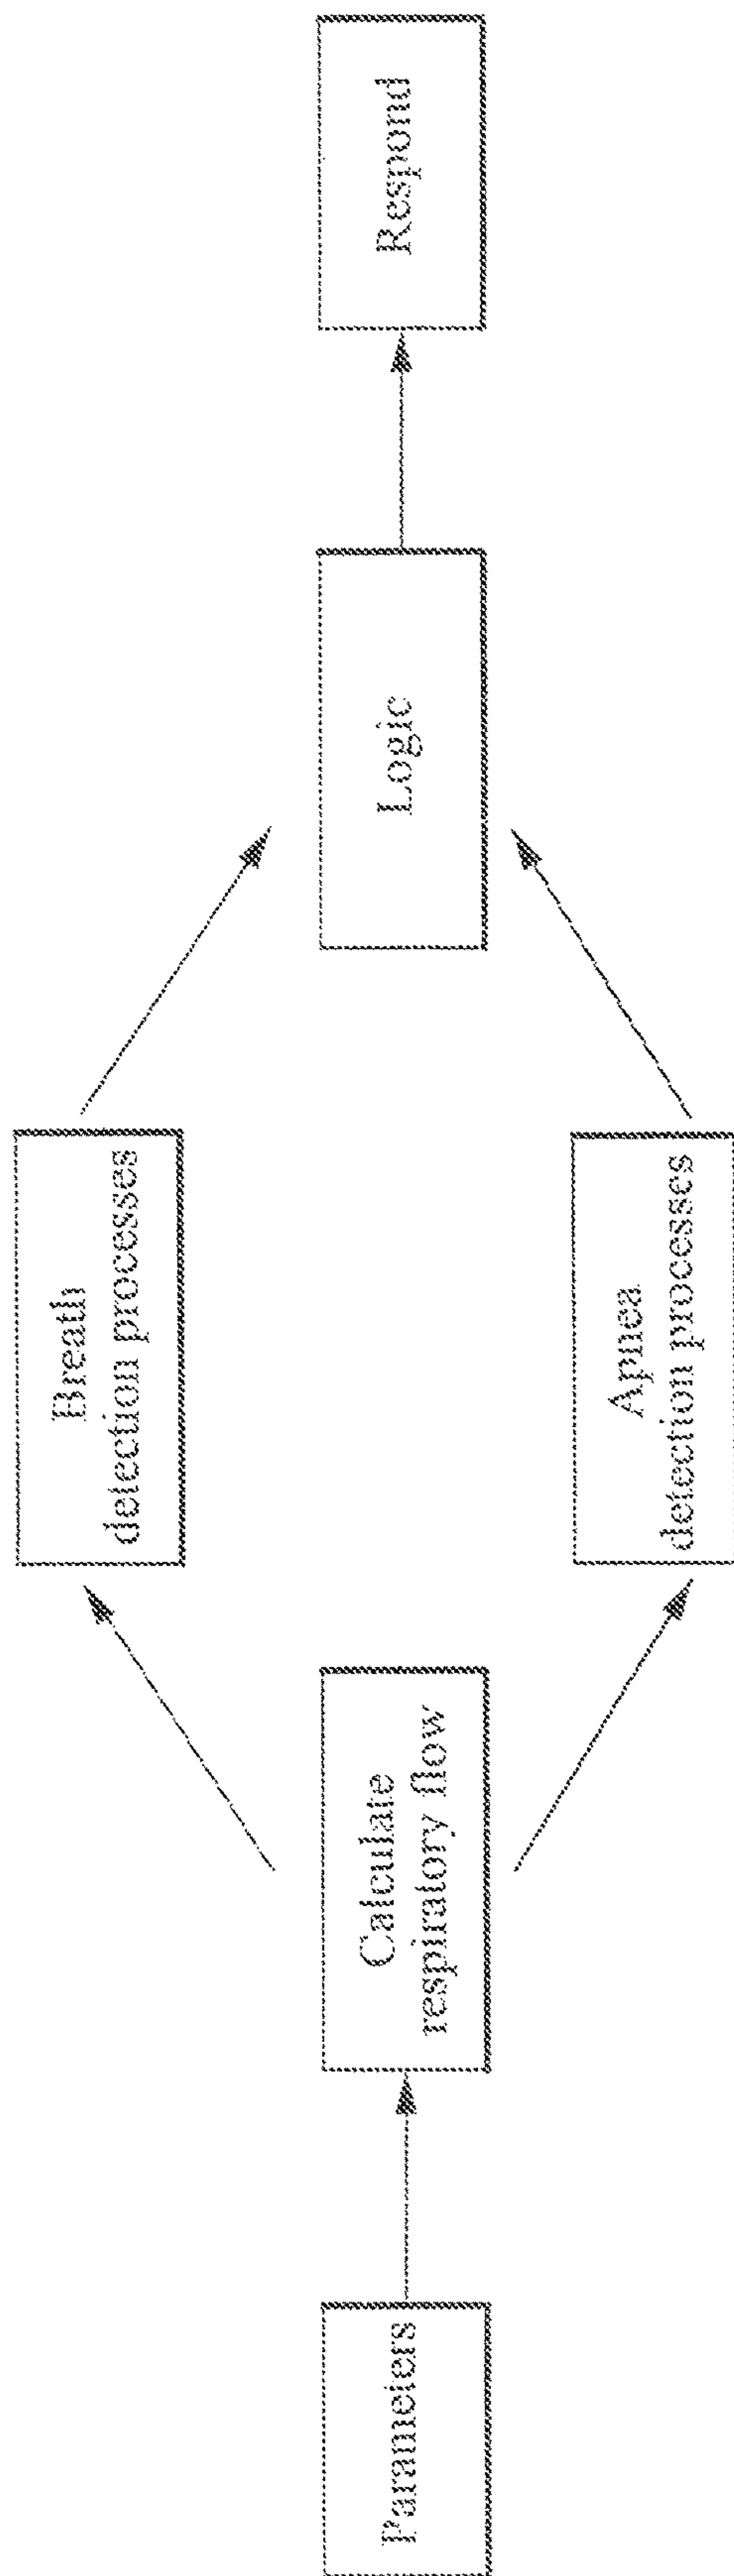 Parameters
Calculate
respiratory flow
Breath
detection processes
Apnea
detection processes
Logic
Respond